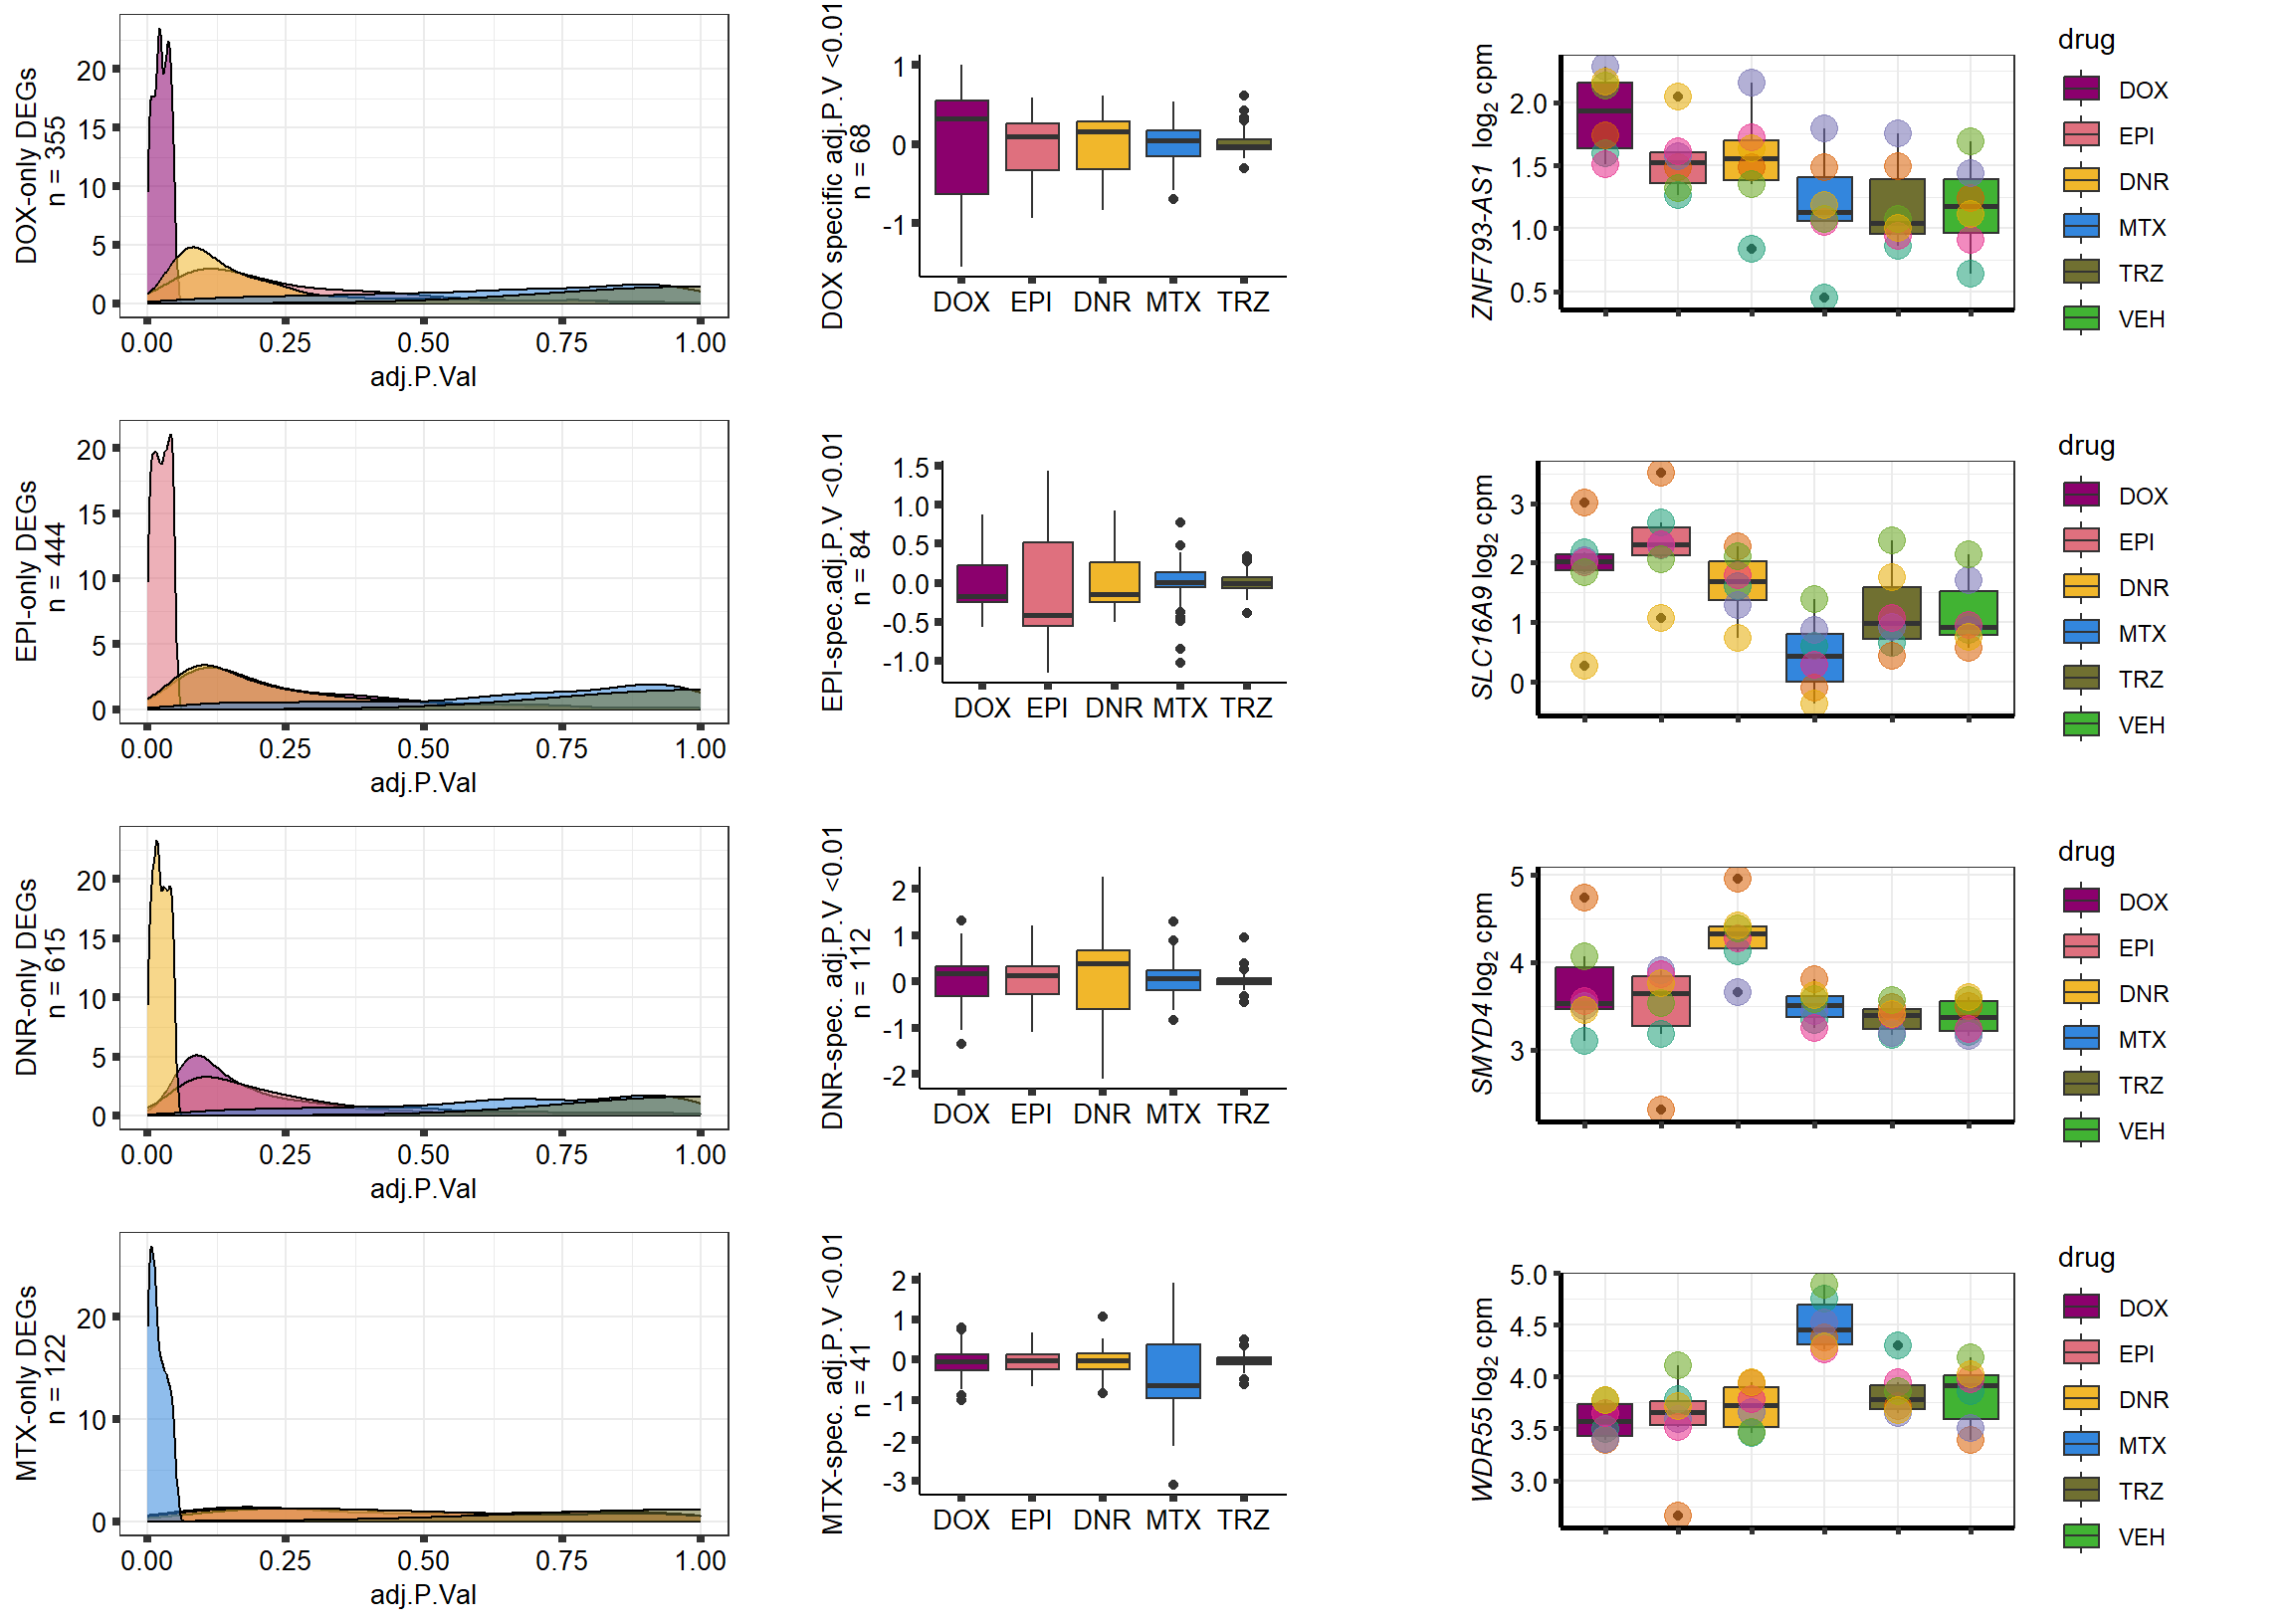 DOX-only DEGs
n = 355
20
15
10
5
0
0.00 0.25 0.50 0.75 1.00
adj.P.Val
DOX specific adj.P.V <0.01
n = 68
1
0
-1
DOX EPI DNR MTX TRZ
ZNF793-AS1 log2 cpm
2.0
1.5
1.0
0.5
drug
DOX
EPI
DNR
MTX
TRZ
VEH
EPI-only DEGs
n = 444
20
15
10
5
0
0.00 0.25 0.50 0.75 1.00
adj.P.Val
EPI-spec.adj.P.V <0.01
n = 84
1.5
1.0
0.5
0.0
-0.5
-1.0
DOX EPI DNR MTX TRZ
SLC16A9 log2 cpm
3
2
1
0
drug
DOX
EPI
DNR
MTX
TRZ
VEH
DNR-only DEGs
n = 615
20
15
10
5
0
0.00 0.25 0.50 0.75 1.00
adj.P.Val
DNR-spec. adj.P.V <0.01
n = 112
2
1
0
-1
-2
DOX EPI DNR MTX TRZ
SMYD4 log2 cpm
5
4
3
drug
DOX
EPI
DNR
MTX
TRZ
VEH
MTX-only DEGs
n = 122
20
10
0
0.00 0.25 0.50 0.75 1.00
adj.P.Val
MTX-spec. adj.P.V <0.01
n = 41
2
1
0
-1
-2
-3
DOX EPI DNR MTX TRZ
WDR55 log2 cpm
5.0
4.5
4.0
3.5
3.0
drug
DOX
EPI
DNR
MTX
TRZ
VEH